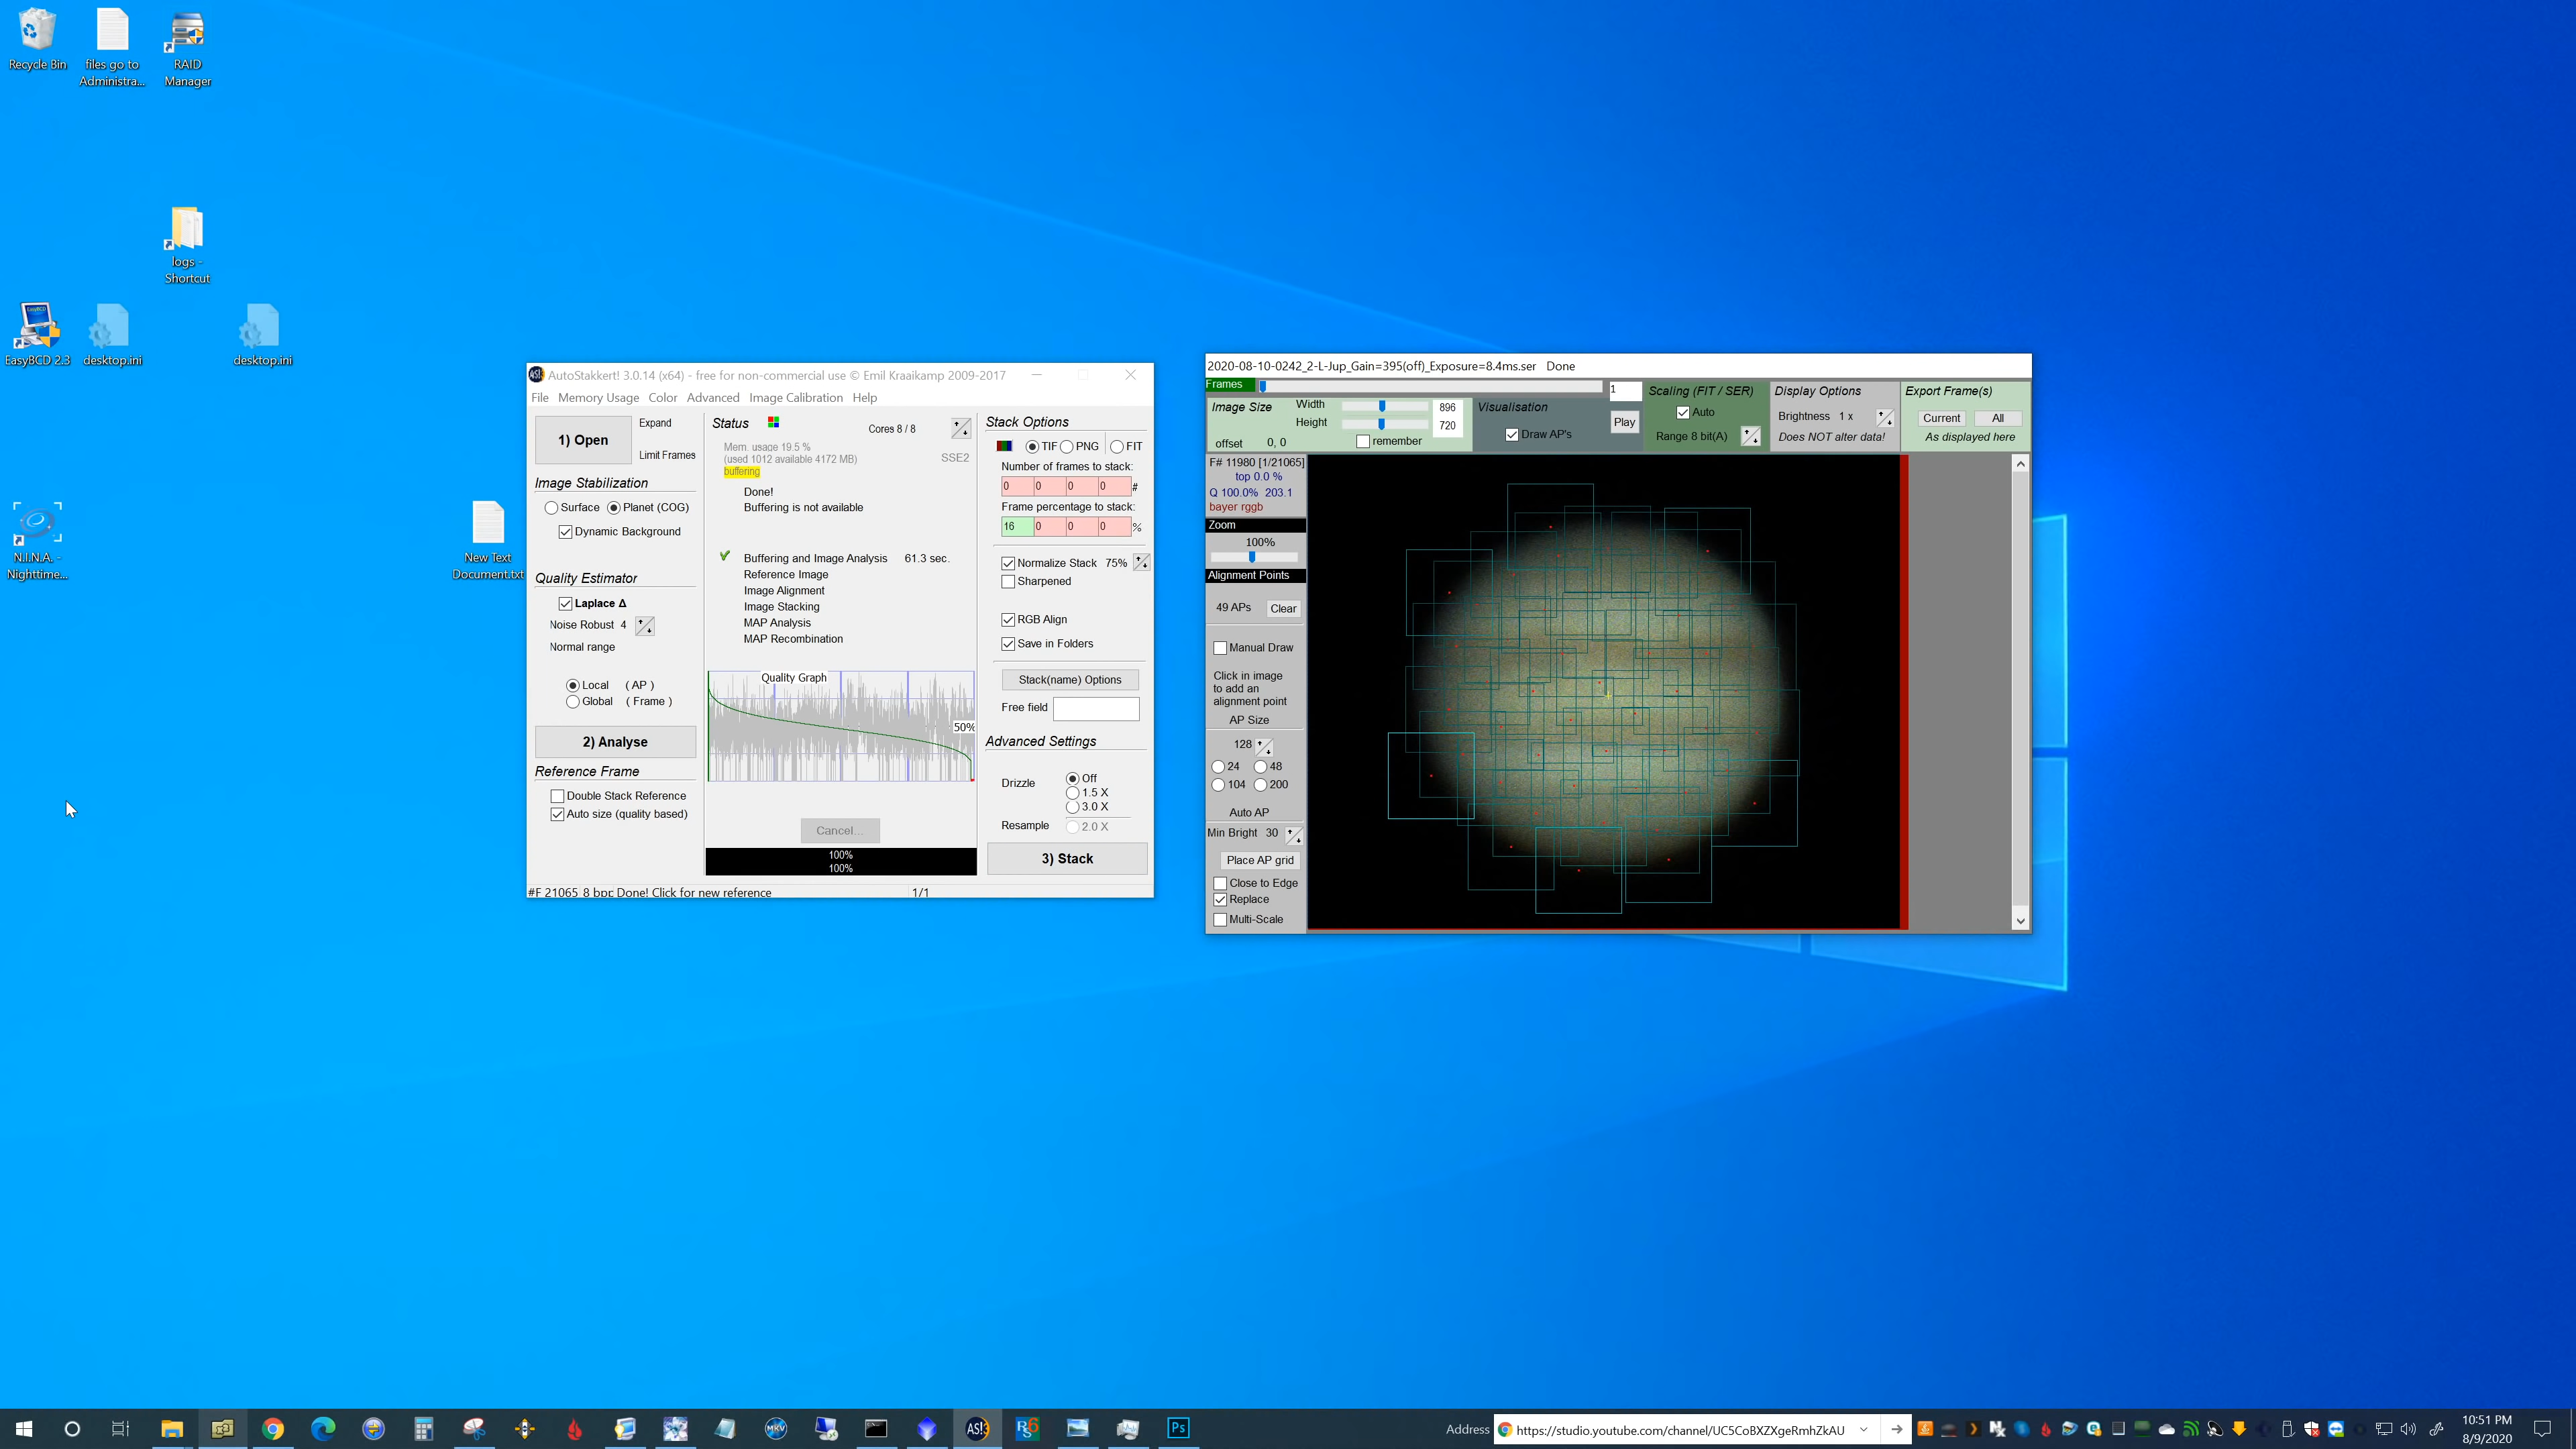 Recycle Bin
files go to
Administra...
RAID
Manager
logs -
Shortcut
EasyBCD 2.3
desktop.ini
desktop.ini
N.I.N.A. -
Nighttime...
New Text
Document.txt
AutoStakkert! 3.0.14 (x64) - free for non-commercial use © Emil Kraaikamp 2009-2017
File Memory Usage Color Advanced Image Calibration Help
1) Open
Expand
Limit Frames
Image Stabilization
Surface Planet (COG)
Dynamic Background
Quality Estimator
Laplace Δ
Noise Robust 4
Normal range
Local ( AP )
Global ( Frame )
2) Analyse
Reference Frame
Double Stack Reference
Auto size (quality based)
Status
Cores 8 / 8
Mem. usage 19.5 %
(used 1012 available 4172 MB)
SSE2
buffering
Done!
Buffering is not available
Buffering and Image Analysis 61.3 sec.
Reference Image
Image Alignment
Image Stacking
MAP Analysis
MAP Recombination
Quality Graph
50%
Cancel...
100%
100%
#F 21065 8 bpp Done! Click for new reference 1/1
Stack Options
TIF PNG FIT
Number of frames to stack:
0 0 0 0 #
Frame percentage to stack:
16 0 0 0 %
Normalize Stack 75%
Sharpened
RGB Align
Save in Folders
Stack(name) Options
Free field
Advanced Settings
Drizzle
Off
1.5 X
3.0 X
Resample 2.0 X
3) Stack
2020-08-10-0242_2-L-Jup_Gain=395(off)_Exposure=8.4ms.ser Done
Frames
1
Image Size
Width 896
Height 720
offset 0, 0
remember
Visualisation
Draw AP's
Play
Scaling (FIT / SER)
Auto
Range 8 bit(A)
Display Options
Brightness 1 x
Does NOT alter data!
Export Frame(s)
Current All
As displayed here
F# 11980 [1/21065]
top 0.0 %
Q 100.0% 203.1
bayer rggb
Zoom
100%
Alignment Points
49 APs Clear
Manual Draw
Click in image
to add an
alignment point
AP Size
128
24 48
104 200
Auto AP
Min Bright 30
Place AP grid
Close to Edge
Replace
Multi-Scale
MKV
AS!3
R6
Ps
Address
https://studio.youtube.com/channel/UC5CoBXZXgeRmhZkAU
10:51 PM
8/9/2020